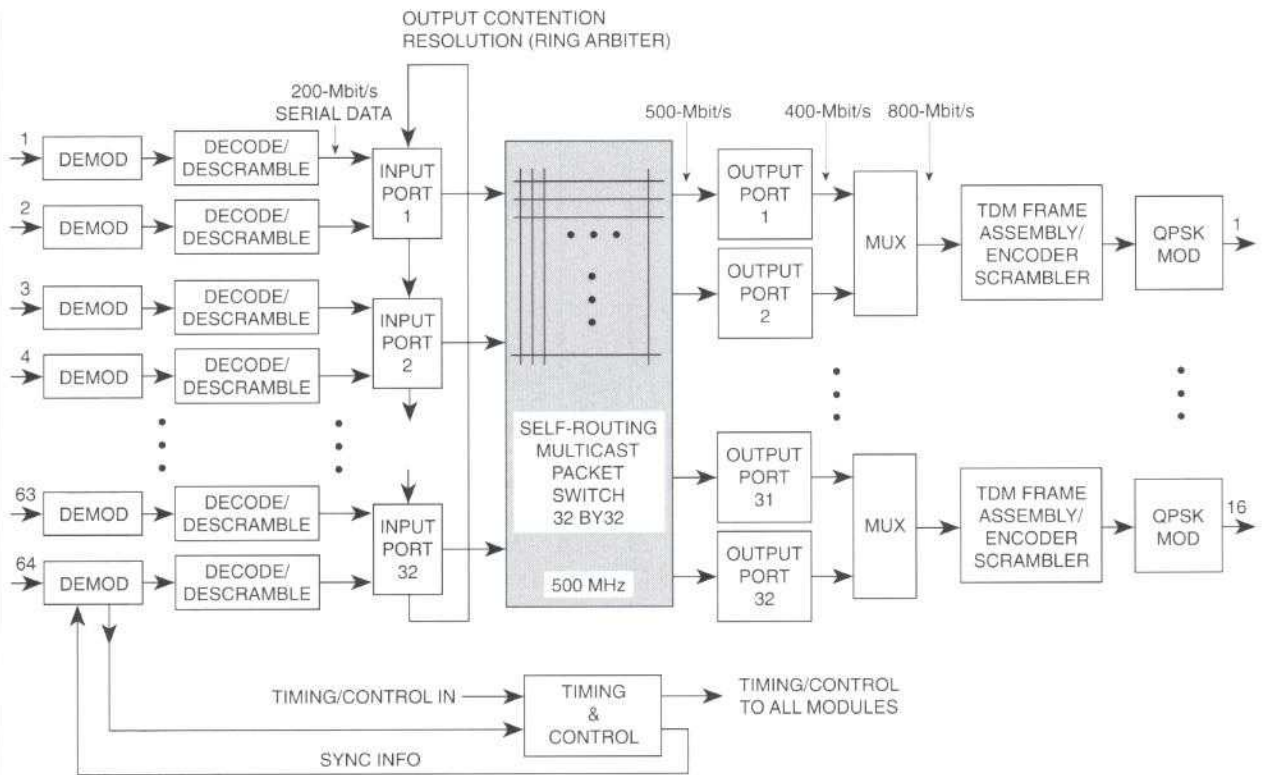 OUTPUT CONTENTION
RESOLUTION (RING ARBITER)
200-Mbit/s
SERIAL DATA
500-Mbit/s
400-Mbit/s
800-Mbit/s
1
DEMOD
DECODE/
DESCRAMBLE
2
DEMOD
DECODE/
DESCRAMBLE
INPUT
PORT
1
3
DEMOD
DECODE/
DESCRAMBLE
4
DEMOD
DECODE/
DESCRAMBLE
INPUT
PORT
2
63
DEMOD
DECODE/
DESCRAMBLE
64
DEMOD
DECODE/
DESCRAMBLE
INPUT
PORT
32
SELF-ROUTING
MULTICAST
PACKET
SWITCH
32 BY32
500 MHz
OUTPUT
PORT
1
OUTPUT
PORT
2
MUX
TDM FRAME
ASSEMBLY/
ENCODER
SCRAMBLER
QPSK
MOD
1
OUTPUT
PORT
31
OUTPUT
PORT
32
MUX
TDM FRAME
ASSEMBLY/
ENCODER
SCRAMBLER
QPSK
MOD
16
TIMING/CONTROL IN
TIMING
&
CONTROL
TIMING/CONTROL
TO ALL MODULES
SYNC INFO